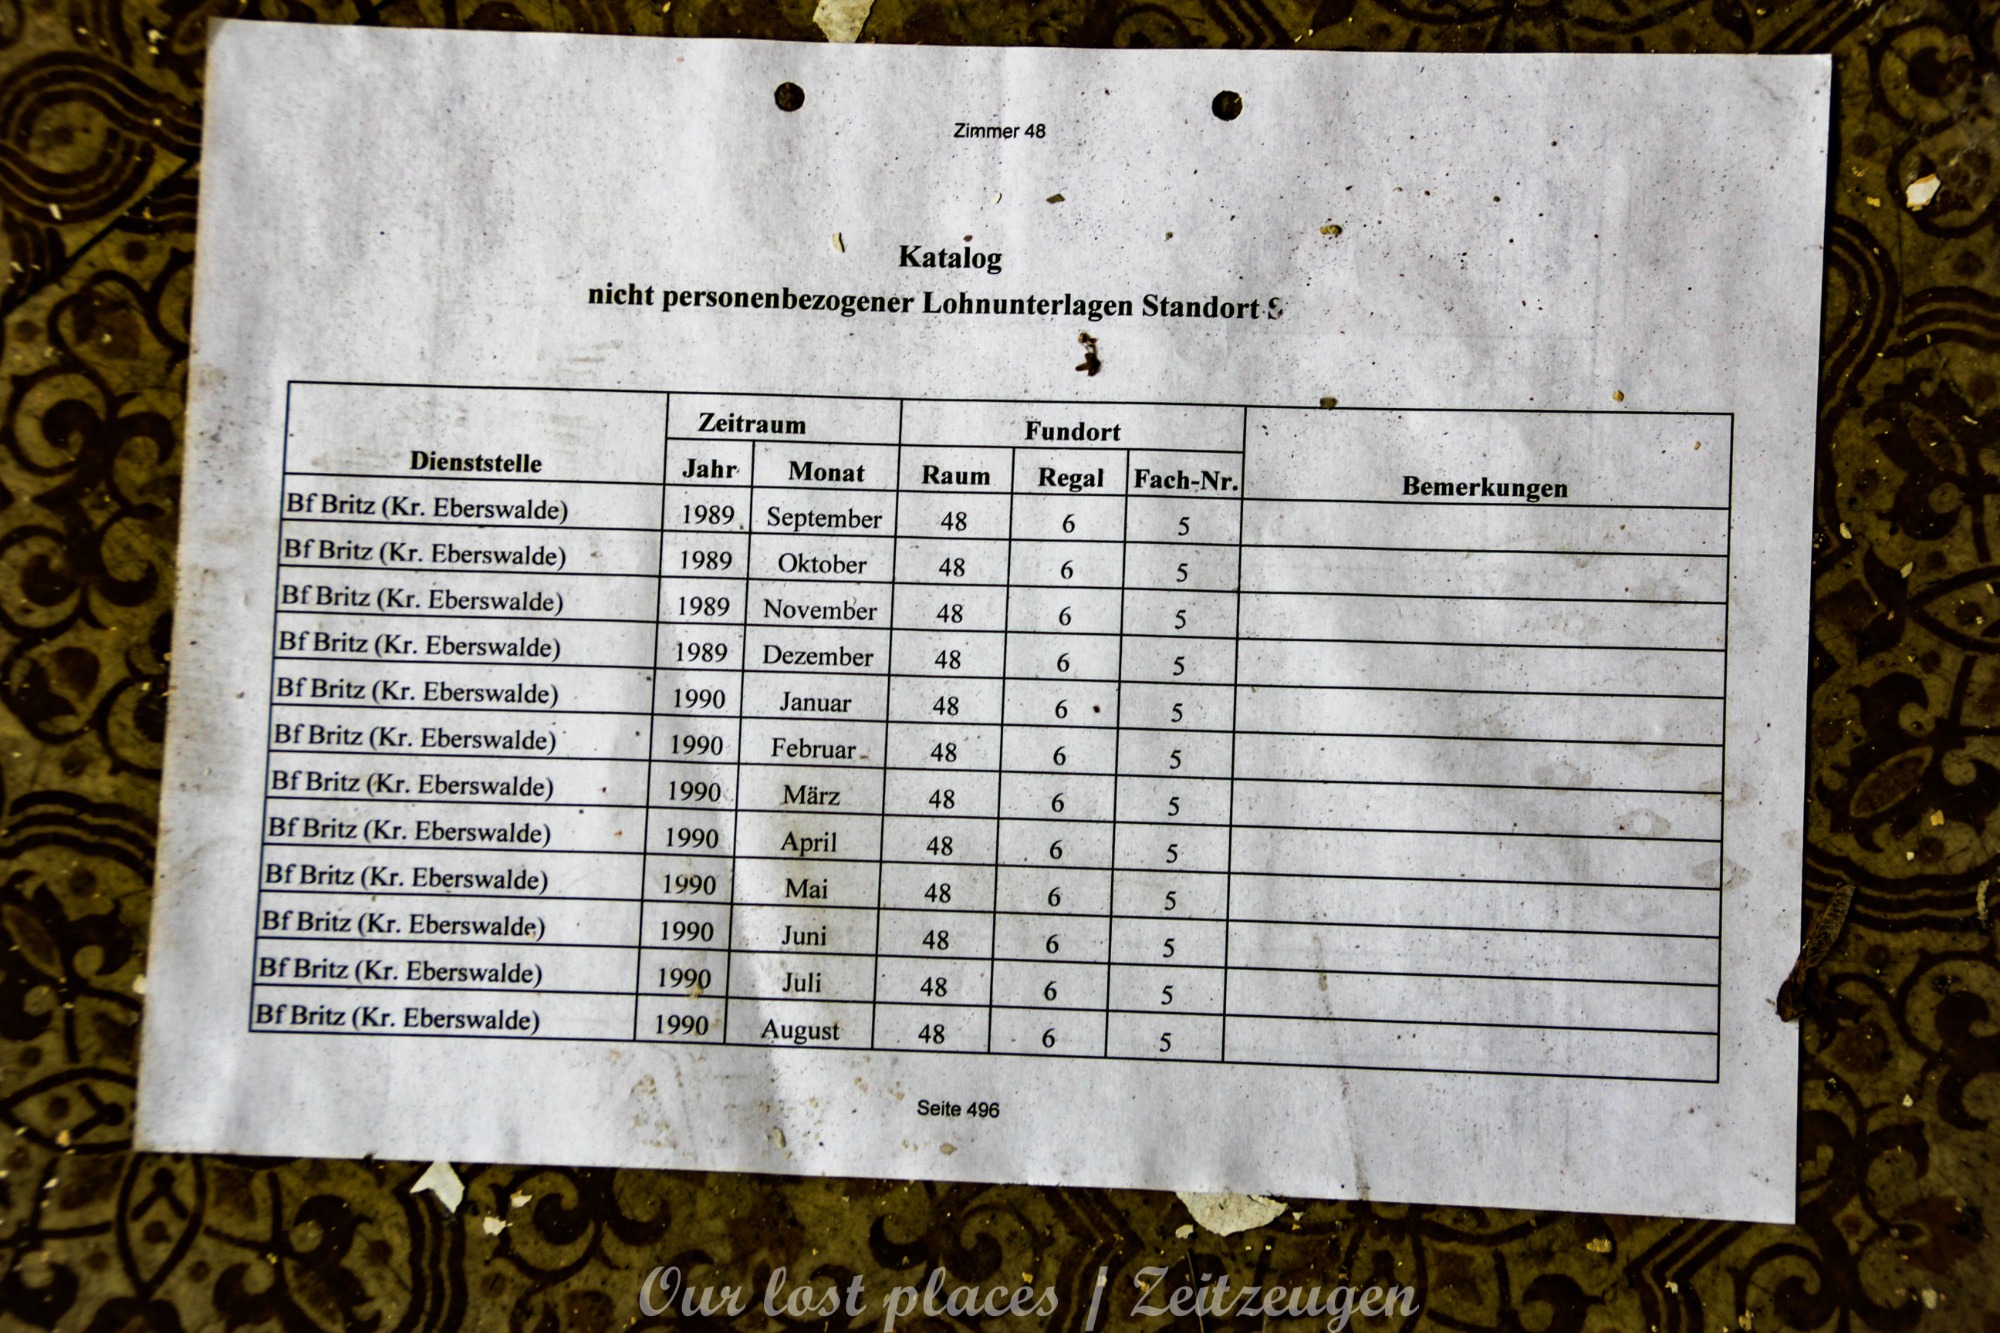 Zimmer 48
Katalog
nicht personenbezogener Lohnunterlagen Standort
Dienststelle Zeitraum Fundort Bemerkungen
Jahr Monat Raum Regal Fach-Nr.
Bf Britz (Kr. Eberswalde) 1989 September 48 6 5
Bf Britz (Kr. Eberswalde) 1989 Oktober 48 6 5
Bf Britz (Kr. Eberswalde) 1989 November 48 6 5
Bf Britz (Kr. Eberswalde) 1989 Dezember 48 6 5
Bf Britz (Kr. Eberswalde) 1990 Januar 48 6 5
Bf Britz (Kr. Eberswalde) 1990 Februar 48 6 5
Bf Britz (Kr. Eberswalde) 1990 März 48 6 5
Bf Britz (Kr. Eberswalde) 1990 April 48 6 5
Bf Britz (Kr. Eberswalde) 1990 Mai 48 6 5
Bf Britz (Kr. Eberswalde) 1990 Juni 48 6 5
Bf Britz (Kr. Eberswalde) 1990 Juli 48 6 5
Bf Britz (Kr. Eberswalde) 1990 August 48 6 5
Seite 496
Our lost places / Zeitzeugen